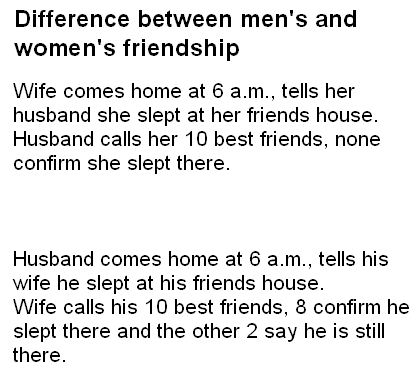 Difference between men's and
women's friendship
Wife comes home at 6 a.m., tells her
husband she slept at her friends house.
Husband calls her 10 best friends, none
confirm she slept there.
Husband comes home at 6 a.m., tells his
wife he slept at his friends house.
Wife calls his 10 best friends, 8 confirm he
slept there and the other 2 say he is still
there.